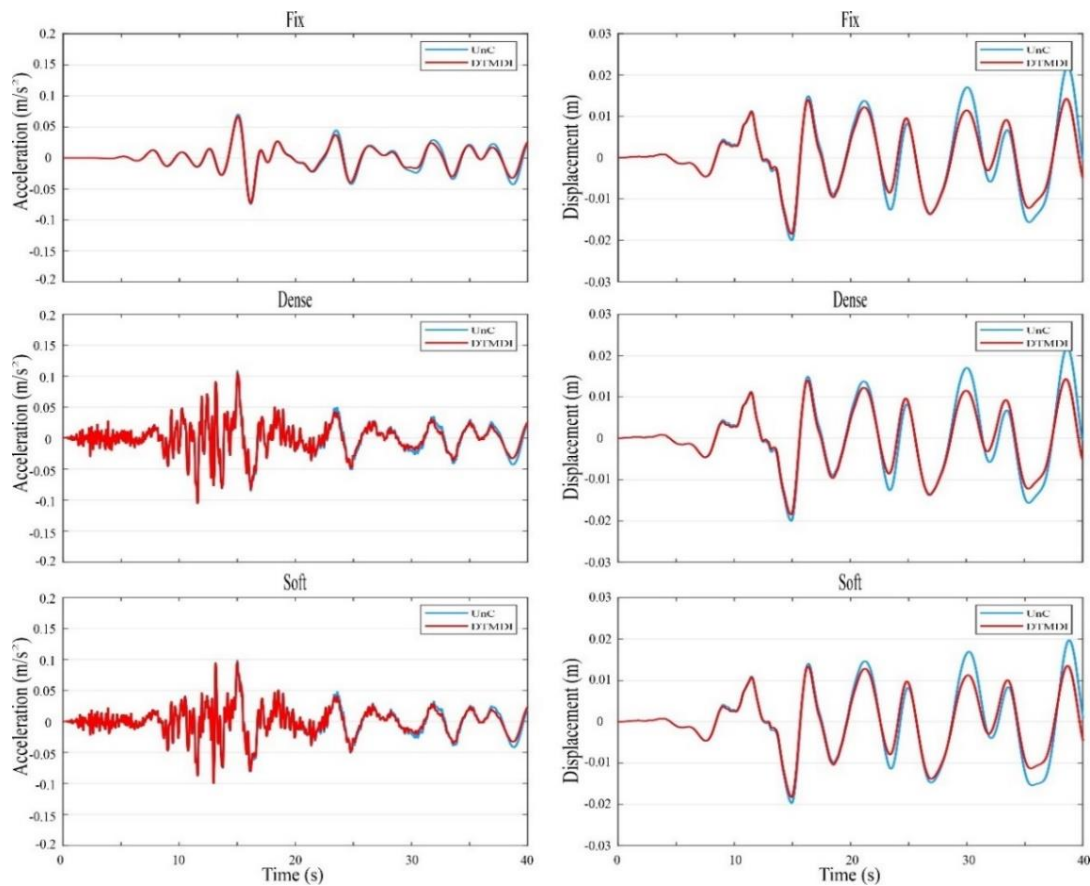 Fix
0.2
0.15
0.1
0.05
0
-0.05
-0.1
-0.15
-0.2
Acceleration (m/s²)
UnC
DTMDI
Fix
0.03
0.02
0.01
0
-0.01
-0.02
-0.03
Displacement (m)
UnC
DTMDI
Dense
0.2
0.15
0.1
0.05
0
-0.05
-0.1
-0.15
-0.2
Acceleration (m/s²)
UnC
DTMDI
Dense
0.03
0.02
0.01
0
-0.01
-0.02
-0.03
Displacement (m)
UnC
DTMDI
Soft
0.2
0.15
0.1
0.05
0
-0.05
-0.1
-0.15
-0.2
Acceleration (m/s²)
UnC
DTMDI
0 10 20 30 40
Time (s)
Soft
0.03
0.02
0.01
0
-0.01
-0.02
-0.03
Displacement (m)
UnC
DTMDI
0 10 20 30 40
Time (s)